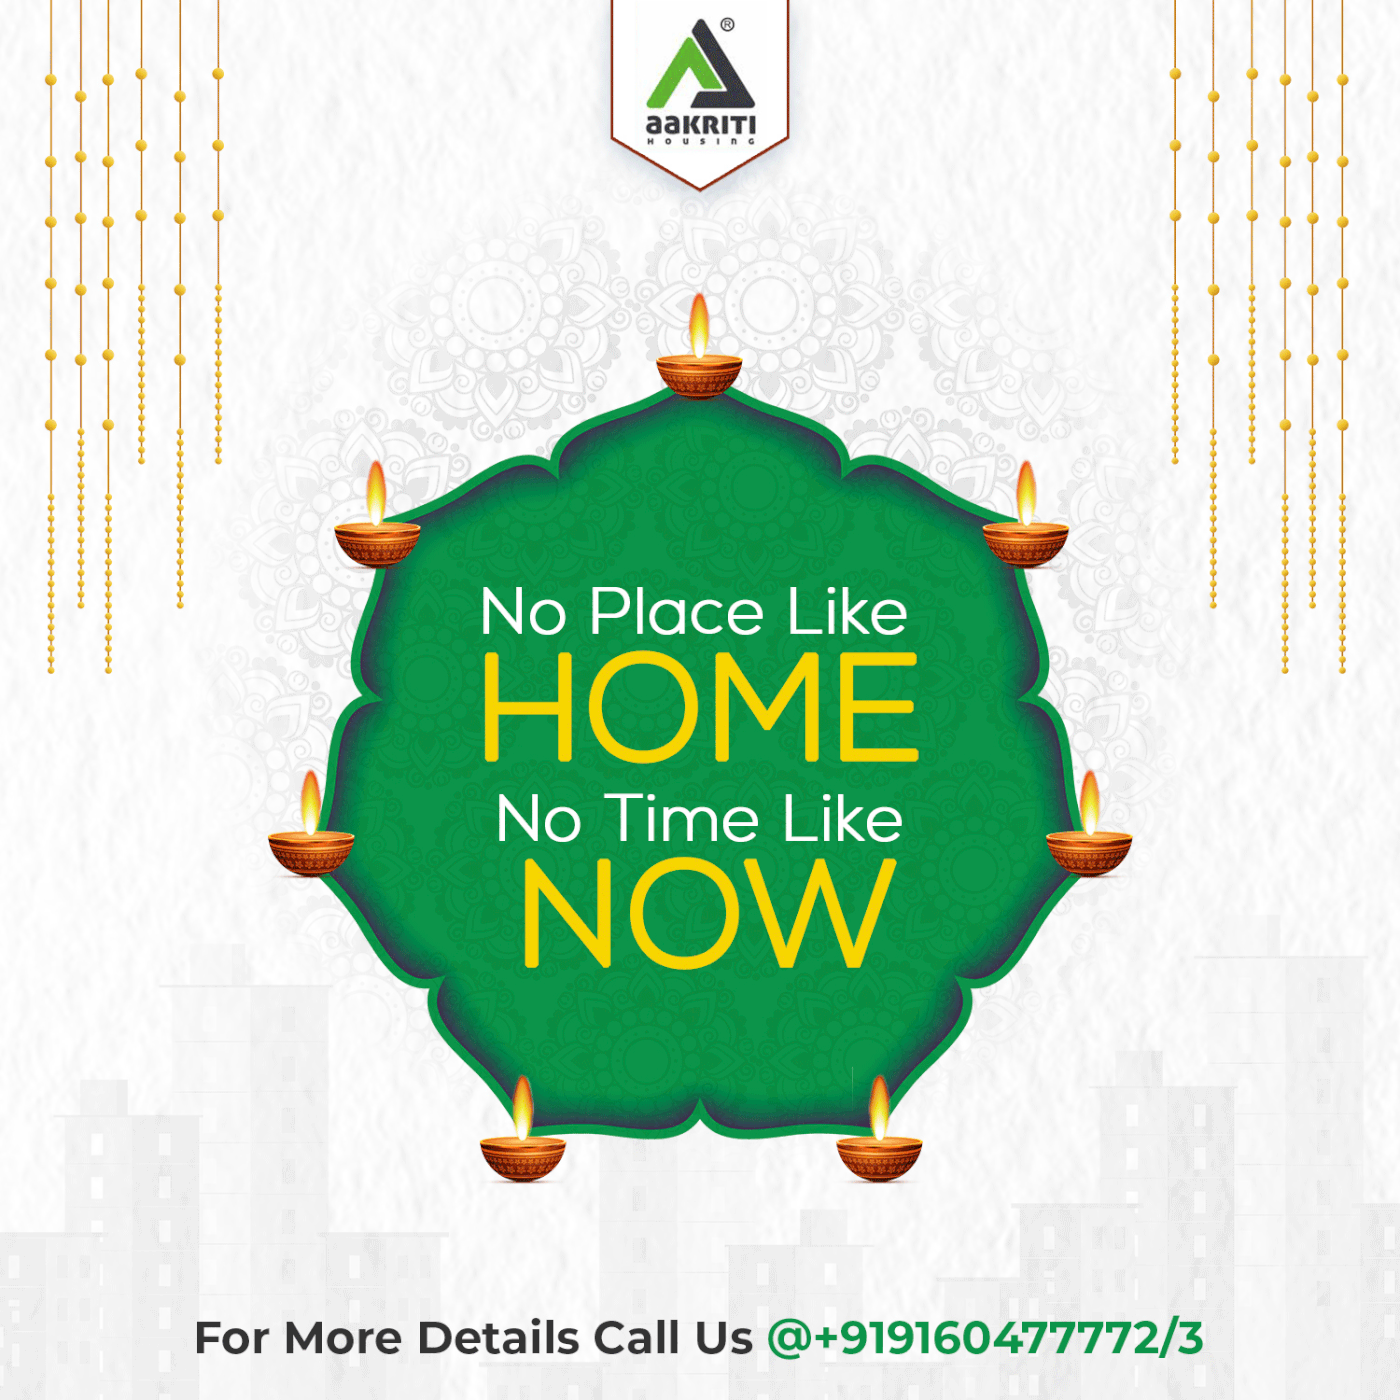 ®
aaKRITI
HOUSING
No Place Like
HOME
No Time Like
NOW
For More Details Call Us @+919160477772/3